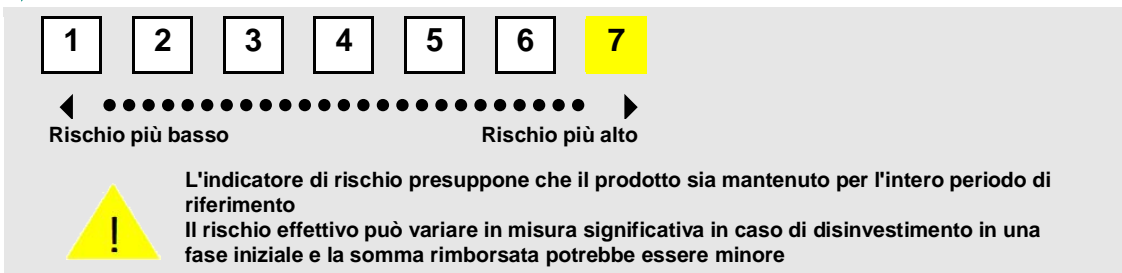 1 2 3 4 5 6 7
Rischio più basso Rischio più alto
L'indicatore di rischio presuppone che il prodotto sia mantenuto per l'intero periodo di
riferimento
Il rischio effettivo può variare in misura significativa in caso di disinvestimento in una
fase iniziale e la somma rimborsata potrebbe essere minore
!